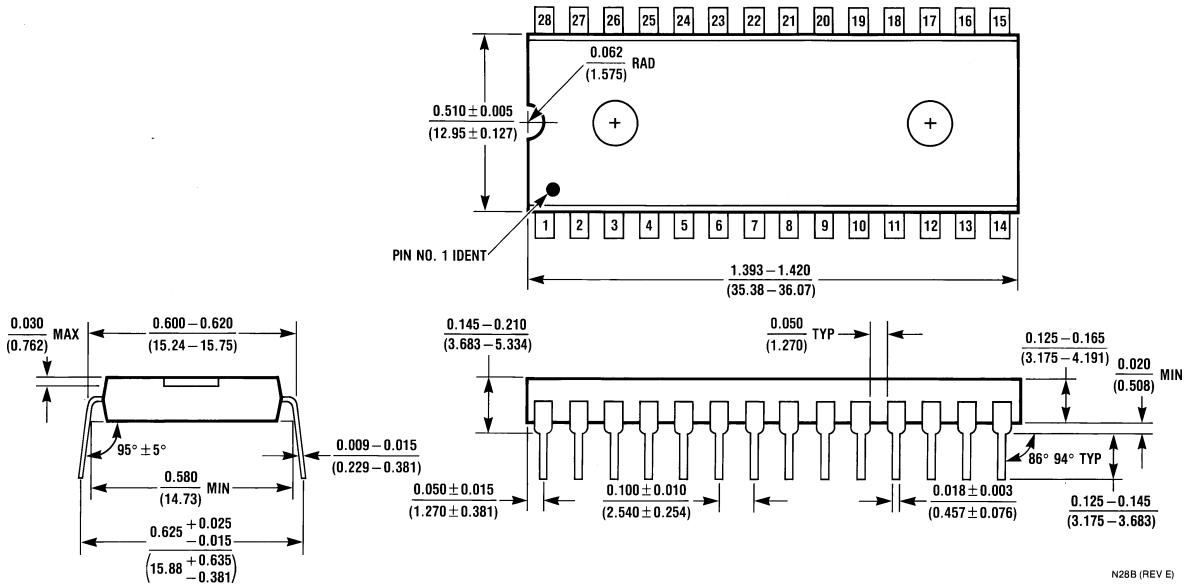 28 27 26 25 24 23 22 21 20 19 18 17 16 15
0.062
(1.575)
RAD
0.510 ± 0.005
(12.95 ± 0.127)
1 2 3 4 5 6 7 8 9 10 11 12 13 14
PIN NO. 1 IDENT
1.393 – 1.420
(35.38 – 36.07)
0.030
(0.762)
MAX
0.600 – 0.620
(15.24 – 15.75)
95° ± 5°
0.009 – 0.015
(0.229 – 0.381)
0.580
(14.73)
MIN
0.625 + 0.025
– 0.015
(15.88 + 0.635
– 0.381)
0.145 – 0.210
(3.683 – 5.334)
0.050
(1.270)
TYP
0.125 – 0.165
(3.175 – 4.191)
0.020
(0.508)
MIN
86° 94° TYP
0.050 ± 0.015
(1.270 ± 0.381)
0.100 ± 0.010
(2.540 ± 0.254)
0.018 ± 0.003
(0.457 ± 0.076)
0.125 – 0.145
(3.175 – 3.683)
N28B (REV E)